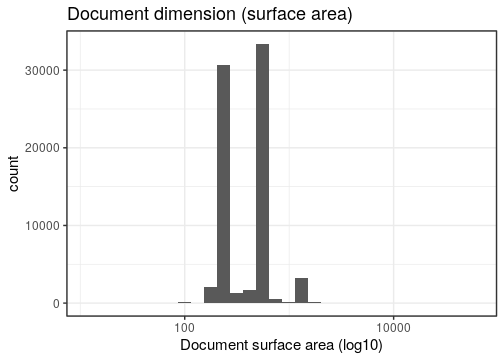 Document dimension (surface area)
count
30000
20000
10000
0
100
10000
Document surface area (log10)